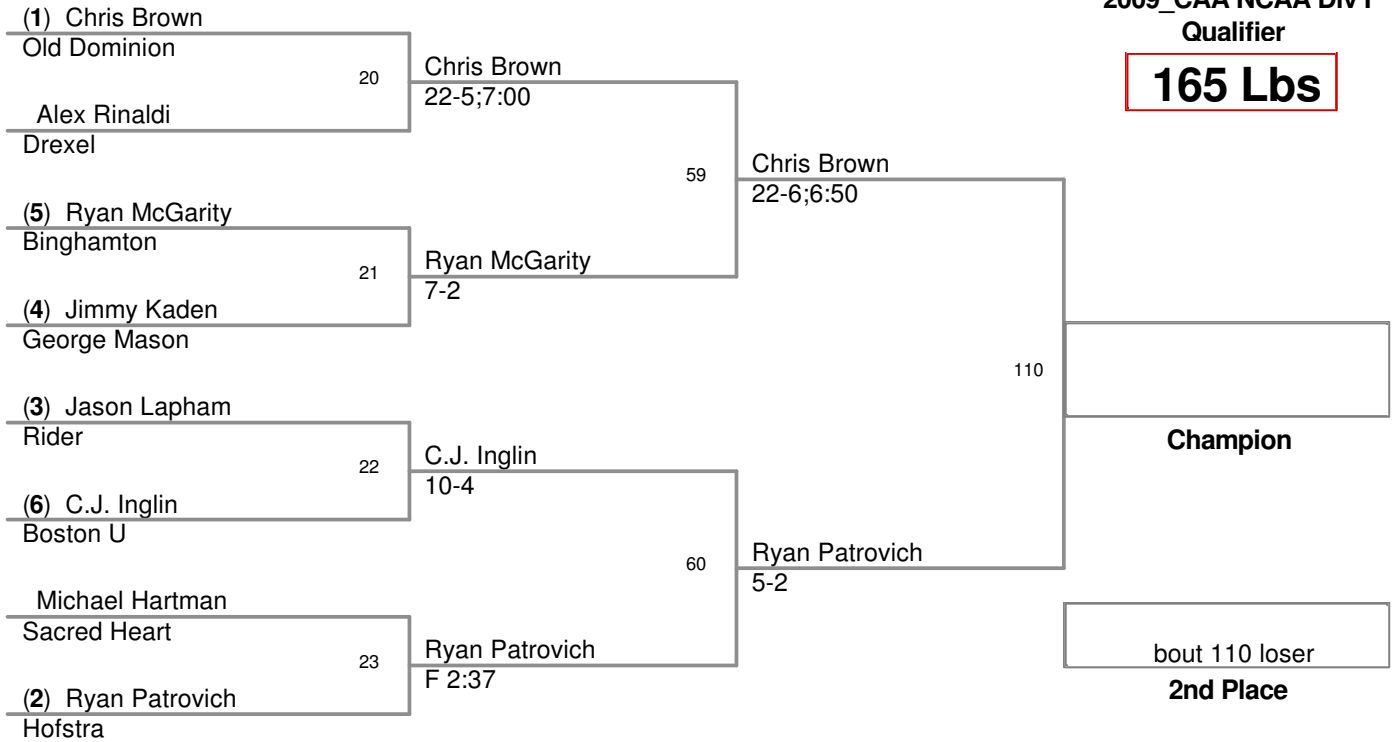 2009_CAA NCAA Div I
Qualifier
165 Lbs
(1) Chris Brown
Old Dominion
20
Alex Rinaldi
Drexel
(5) Ryan McGarity
Binghamton
21
(4) Jimmy Kaden
George Mason
(3) Jason Lapham
Rider
22
(6) C.J. Inglin
Boston U
Michael Hartman
Sacred Heart
23
(2) Ryan Patrovich
Hofstra
Chris Brown
22-5;7:00
59
Ryan McGarity
7-2
C.J. Inglin
10-4
60
Ryan Patrovich
F 2:37
Chris Brown
22-6;6:50
110
Ryan Patrovich
5-2
Champion
bout 110 loser
2nd Place